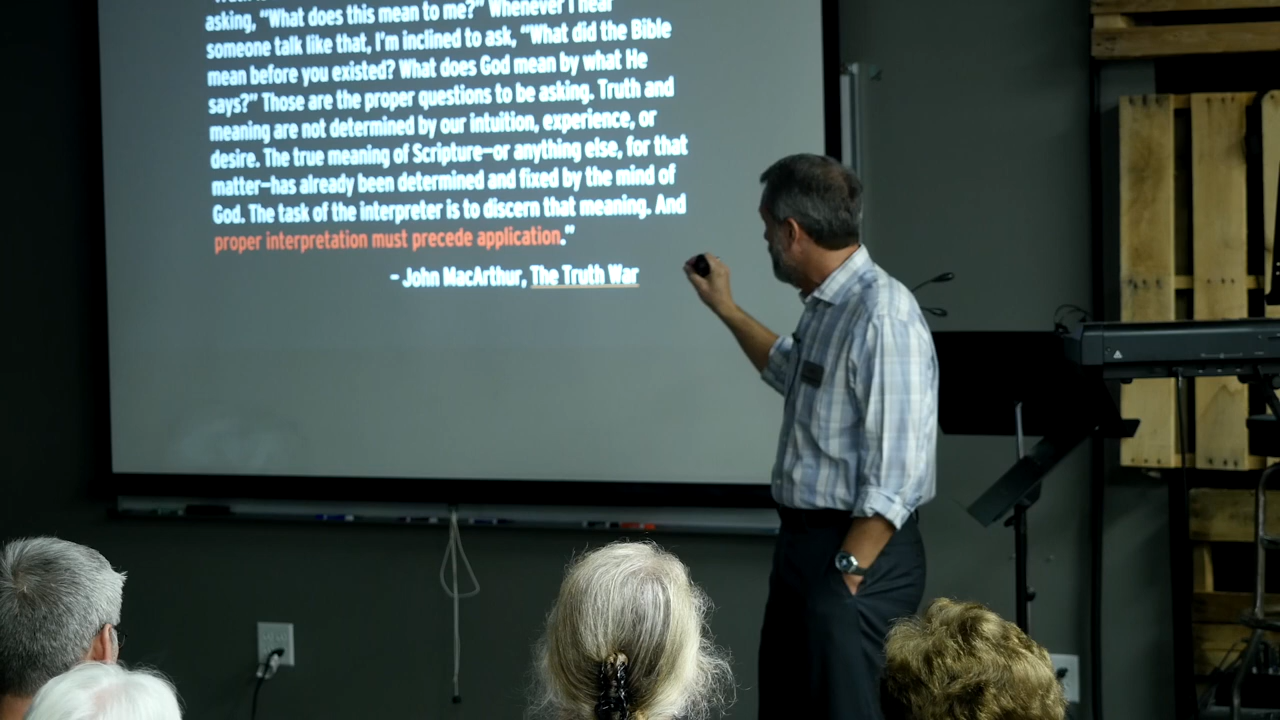 asking, “What does this mean to me?” Whenever I hear
someone talk like that, I’m inclined to ask, “What did the Bible
mean before you existed? What does God mean by what He
says?” Those are the proper questions to be asking. Truth and
meaning are not determined by our intuition, experience, or
desire. The true meaning of Scripture—or anything else, for that
matter—has already been determined and fixed by the mind of
God. The task of the interpreter is to discern that meaning. And
proper interpretation must precede application.”
- John MacArthur, The Truth War